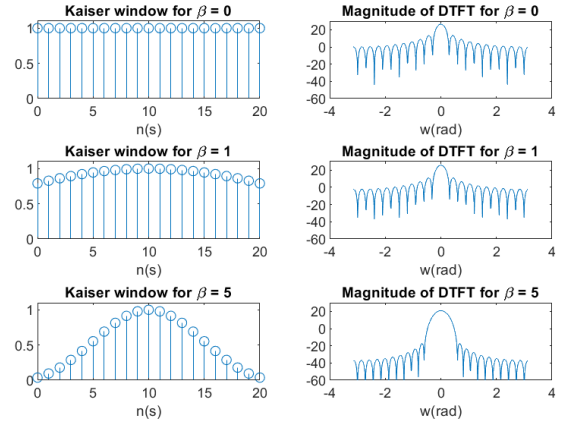 Kaiser window for β = 0
1
0.5
0
0 5 10 15 20
n(s)
Magnitude of DTFT for β = 0
20
0
-20
-40
-60
-4 -2 0 2 4
w(rad)
Kaiser window for β = 1
1
0.5
0
0 5 10 15 20
n(s)
Magnitude of DTFT for β = 1
20
0
-20
-40
-60
-4 -2 0 2 4
w(rad)
Kaiser window for β = 5
1
0.5
0
0 5 10 15 20
n(s)
Magnitude of DTFT for β = 5
20
0
-20
-40
-60
-4 -2 0 2 4
w(rad)